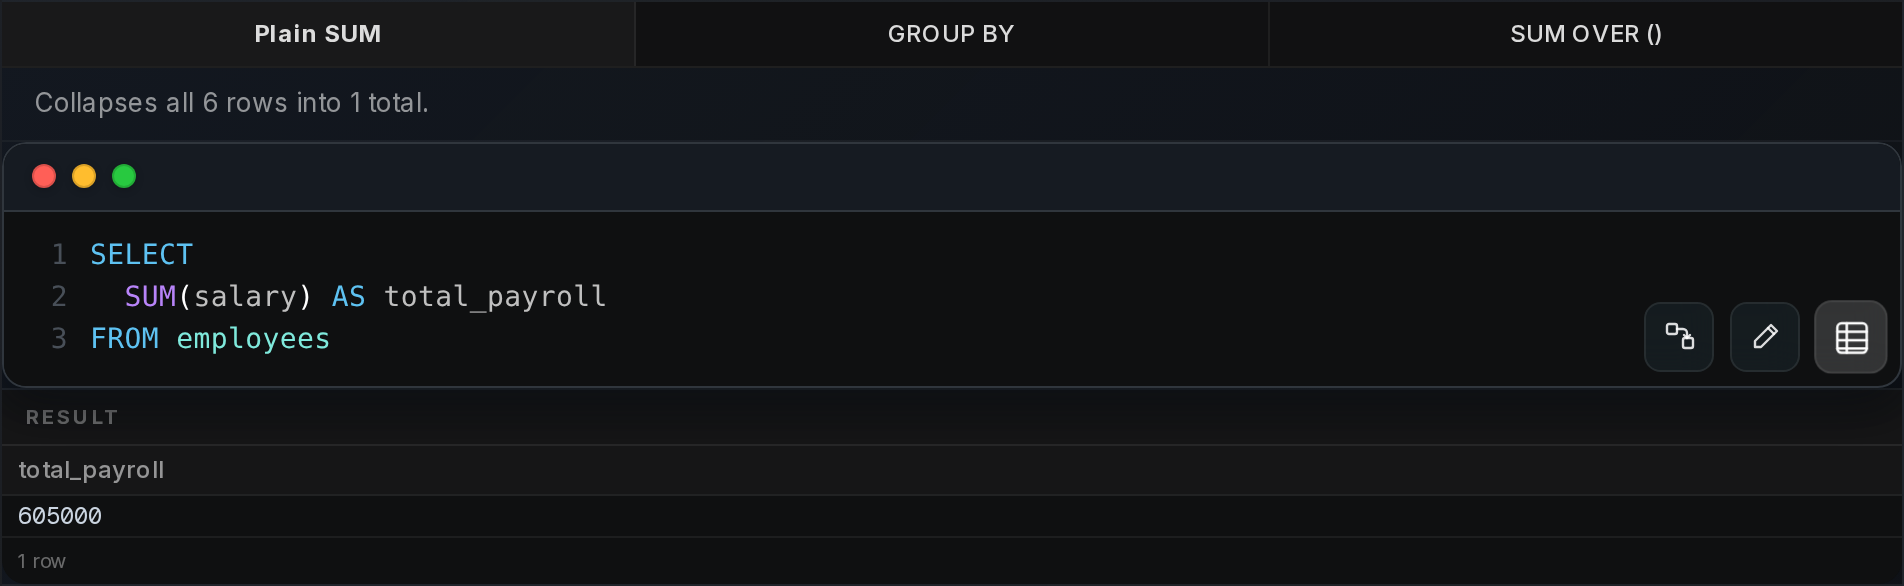 Plain SUM
GROUP BY
SUM OVER ()
Collapses all 6 rows into 1 total.
1 SELECT
2 SUM(salary) AS total_payroll
3 FROM employees
RESULT
total_payroll
605000
1 row